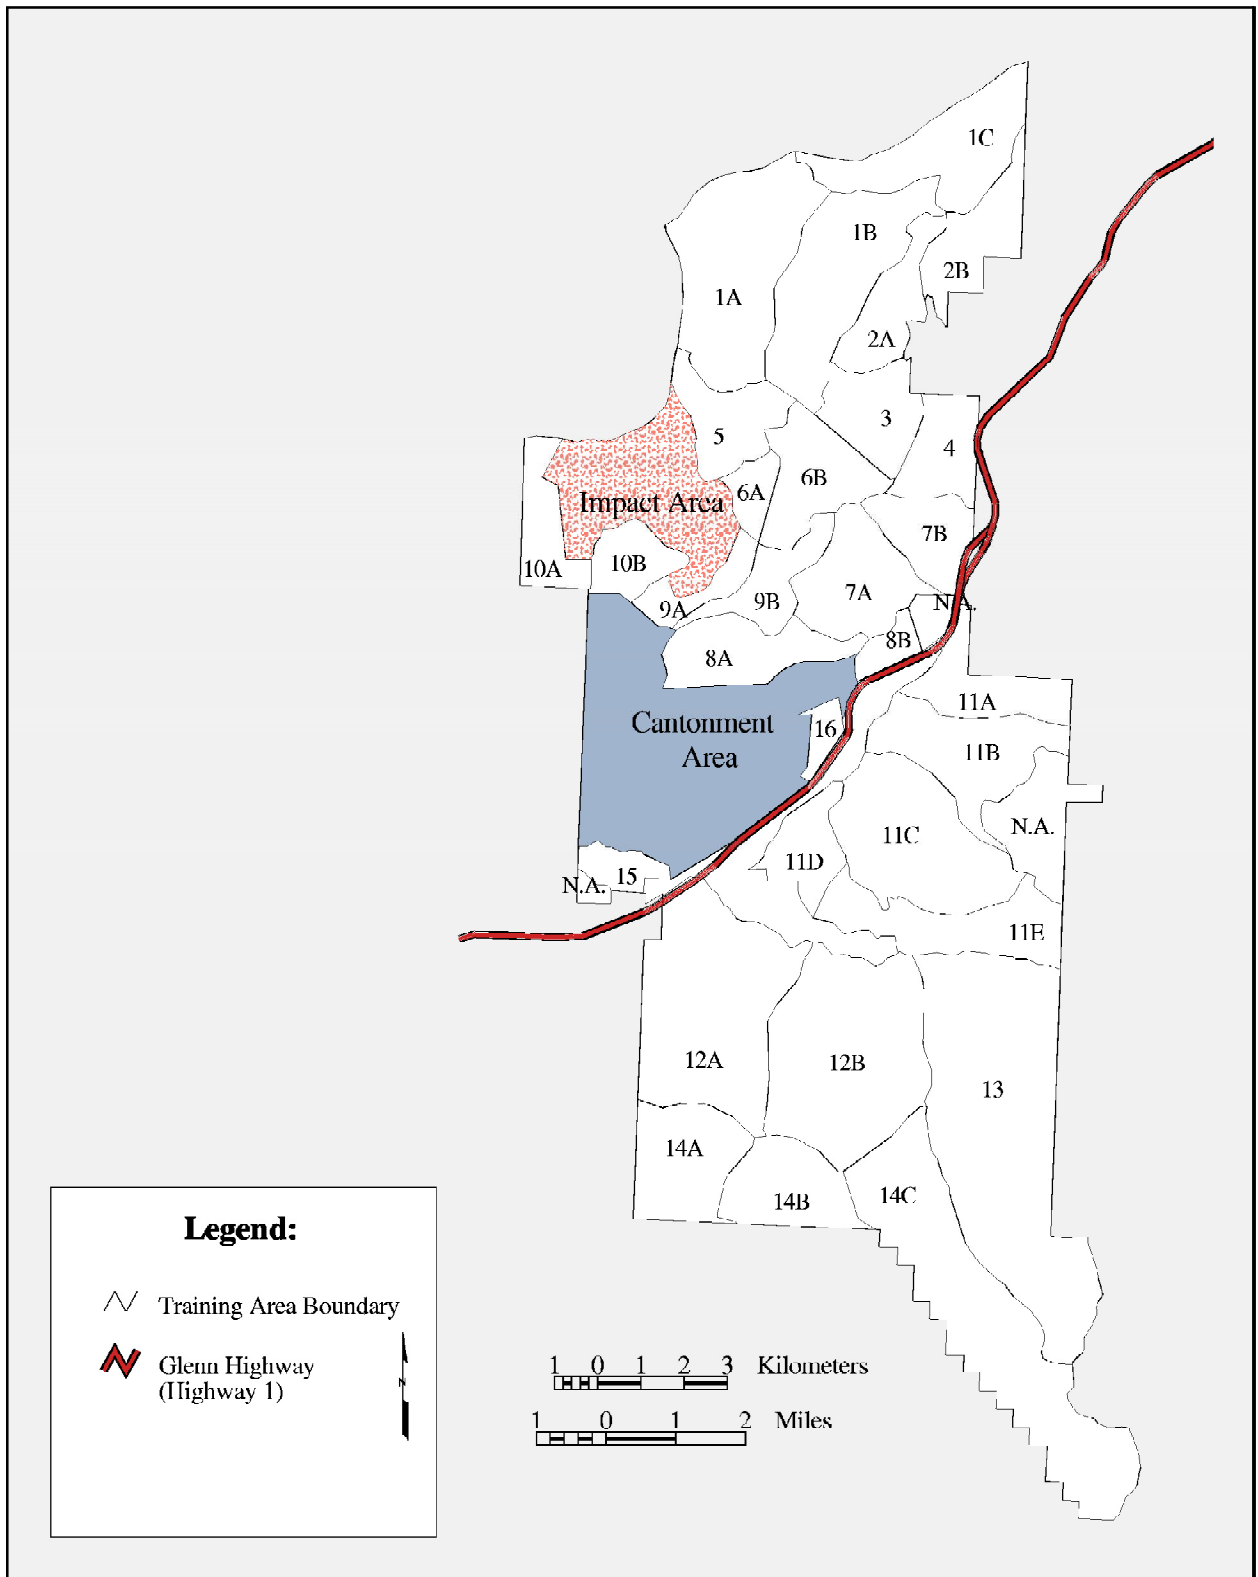 1C
1B
2B
1A
2A
3
5
4
6B
6A
Impact Area
7B
10B
10A
7A
9B
N.A.
9A
8B
8A
11A
Cantonment
Area
16
11B
N.A.
11C
11D
15
N.A.
11E
12A
12B
13
14A
14C
14B
Legend:
Training Area Boundary
Glenn Highway
(Highway 1)
N
1 0 1 2 3 Kilometers
1 0 1 2 Miles